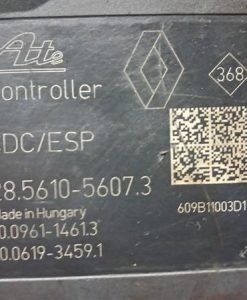 Ate
368
ontroller
DC/ESP
28.5610-5607.3
609B11003D1
ade in Hungary
0.0961-1461.3
0.0619-3459.1